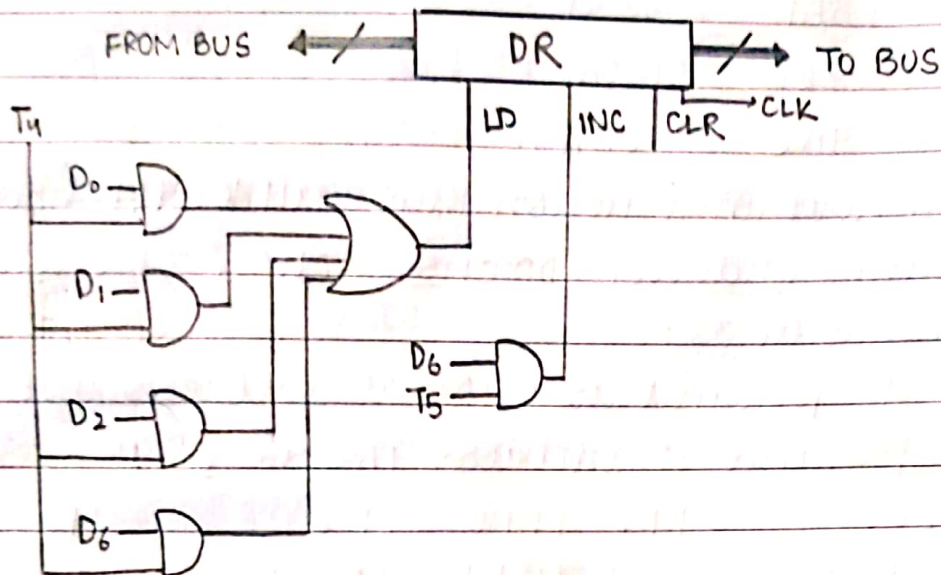 FROM BUS DR TO BUS
LD INC CLR CLK
T4
D0
D1
D2
D6
D6
T5